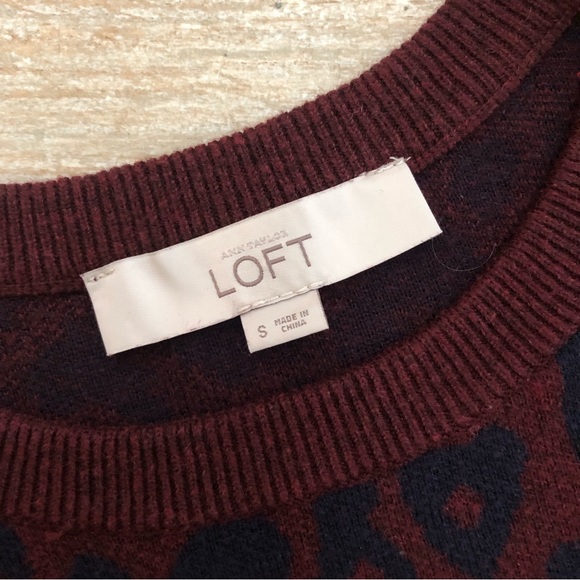 ANN TAYLOR
LOFT
S
MADE IN
CHINA